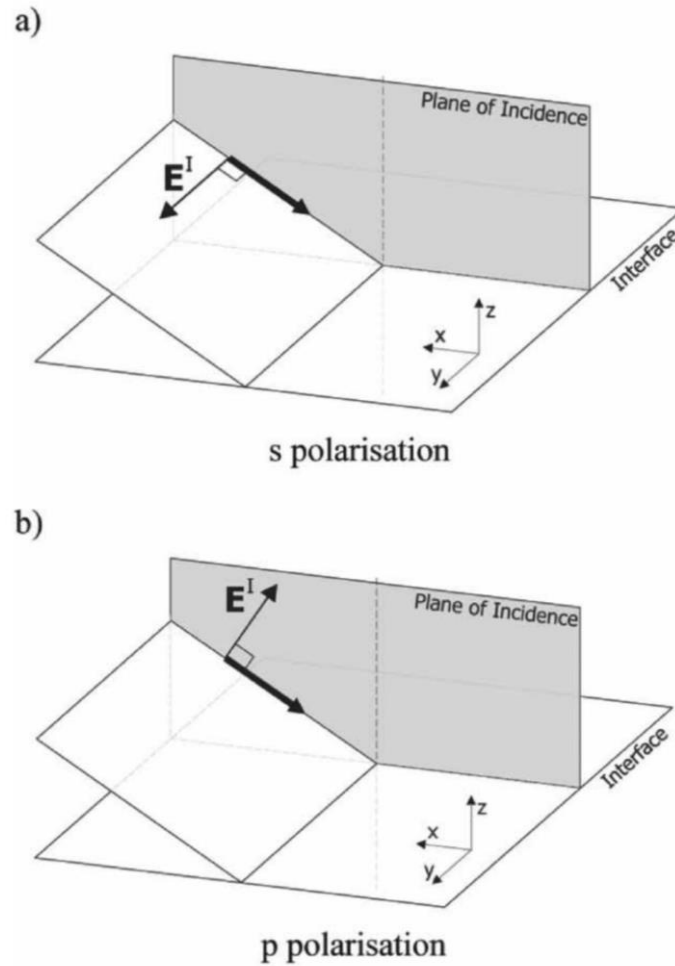 a)
Plane of Incidence
E^I
Interface
z
x
y
s polarisation
b)
Plane of Incidence
E^I
Interface
z
x
y
p polarisation